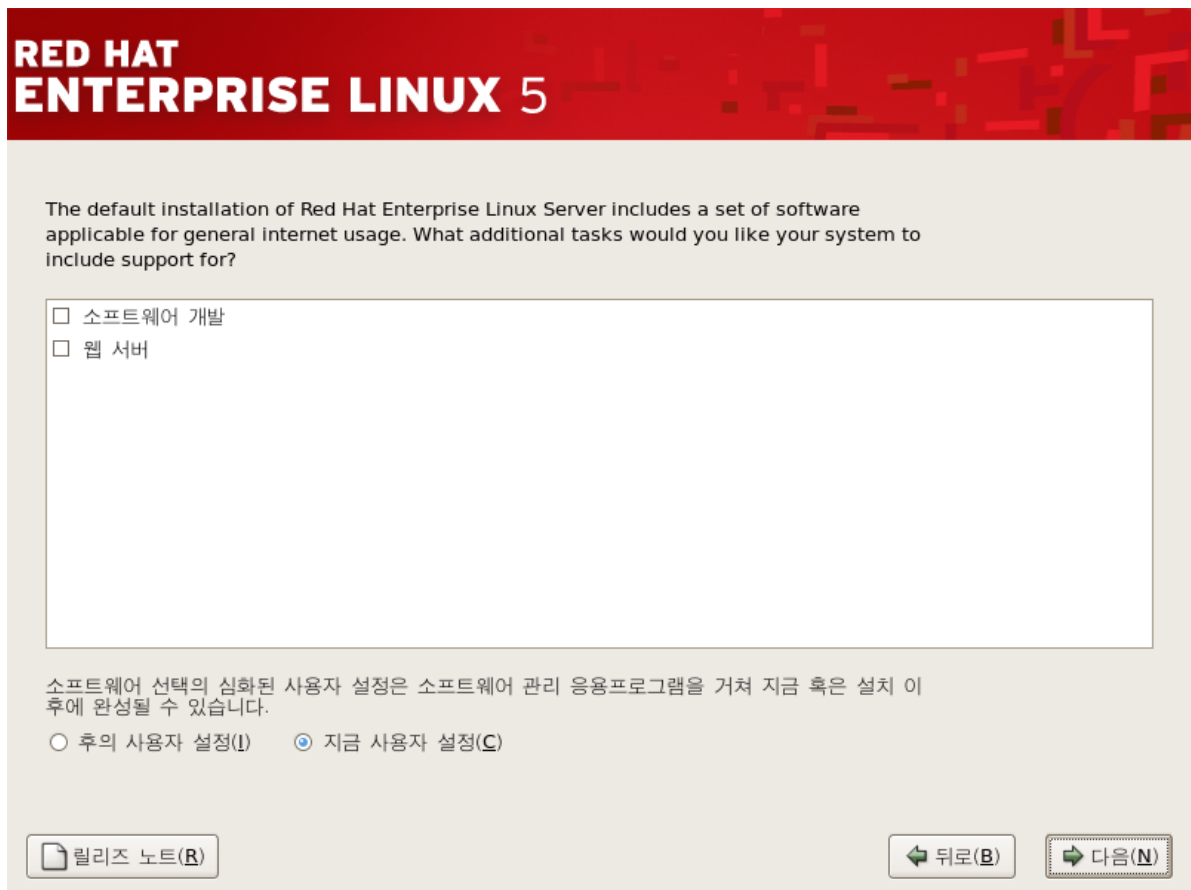 RED HAT
ENTERPRISE LINUX 5
The default installation of Red Hat Enterprise Linux Server includes a set of software
applicable for general internet usage. What additional tasks would you like your system to
include support for?
소프트웨어 개발
웹 서버
소프트웨어 선택의 심화된 사용자 설정은 소프트웨어 관리 응용프로그램을 거쳐 지금 혹은 설치 이
후에 완성될 수 있습니다.
후의 사용자 설정(I) 지금 사용자 설정(C)
릴리즈 노트(R) 뒤로(B) 다음(N)